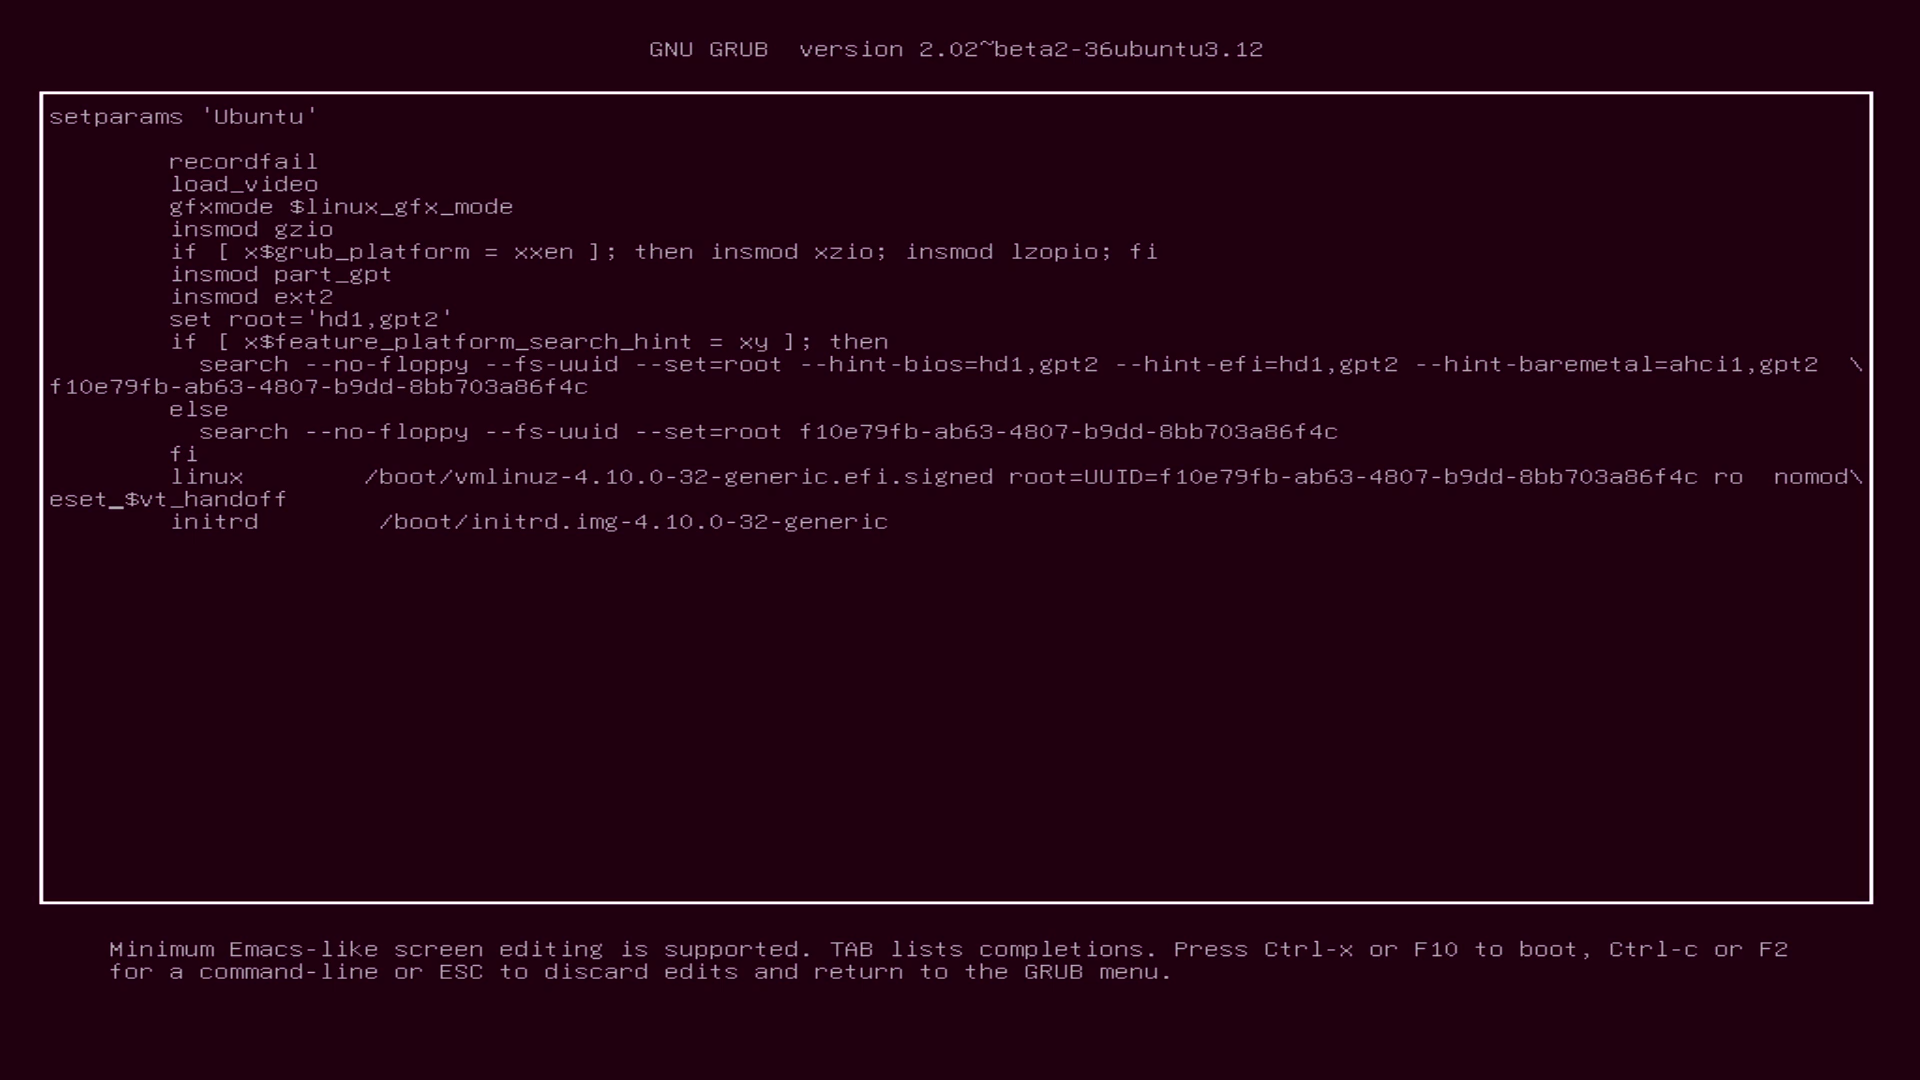 GNU GRUB  version 2.02~beta2-36ubuntu3.12
setparams 'Ubuntu'
recordfail
load_video
gfxmode $linux_gfx_mode
insmod gzio
if [ x$grub_platform = xxen ]; then insmod xzio; insmod lzopio; fi
insmod part_gpt
insmod ext2
set root='hd1,gpt2'
if [ x$feature_platform_search_hint = xy ]; then
search --no-floppy --fs-uuid --set=root --hint-bios=hd1,gpt2 --hint-efi=hd1,gpt2 --hint-baremetal=ahci1,gpt2  \
f10e79fb-ab63-4807-b9dd-8bb703a86f4c
else
search --no-floppy --fs-uuid --set=root f10e79fb-ab63-4807-b9dd-8bb703a86f4c
fi
linux        /boot/vmlinuz-4.10.0-32-generic.efi.signed root=UUID=f10e79fb-ab63-4807-b9dd-8bb703a86f4c ro  nomod\
eset_$vt_handoff
initrd        /boot/initrd.img-4.10.0-32-generic
Minimum Emacs-like screen editing is supported. TAB lists completions. Press Ctrl-x or F10 to boot, Ctrl-c or F2
for a command-line or ESC to discard edits and return to the GRUB menu.